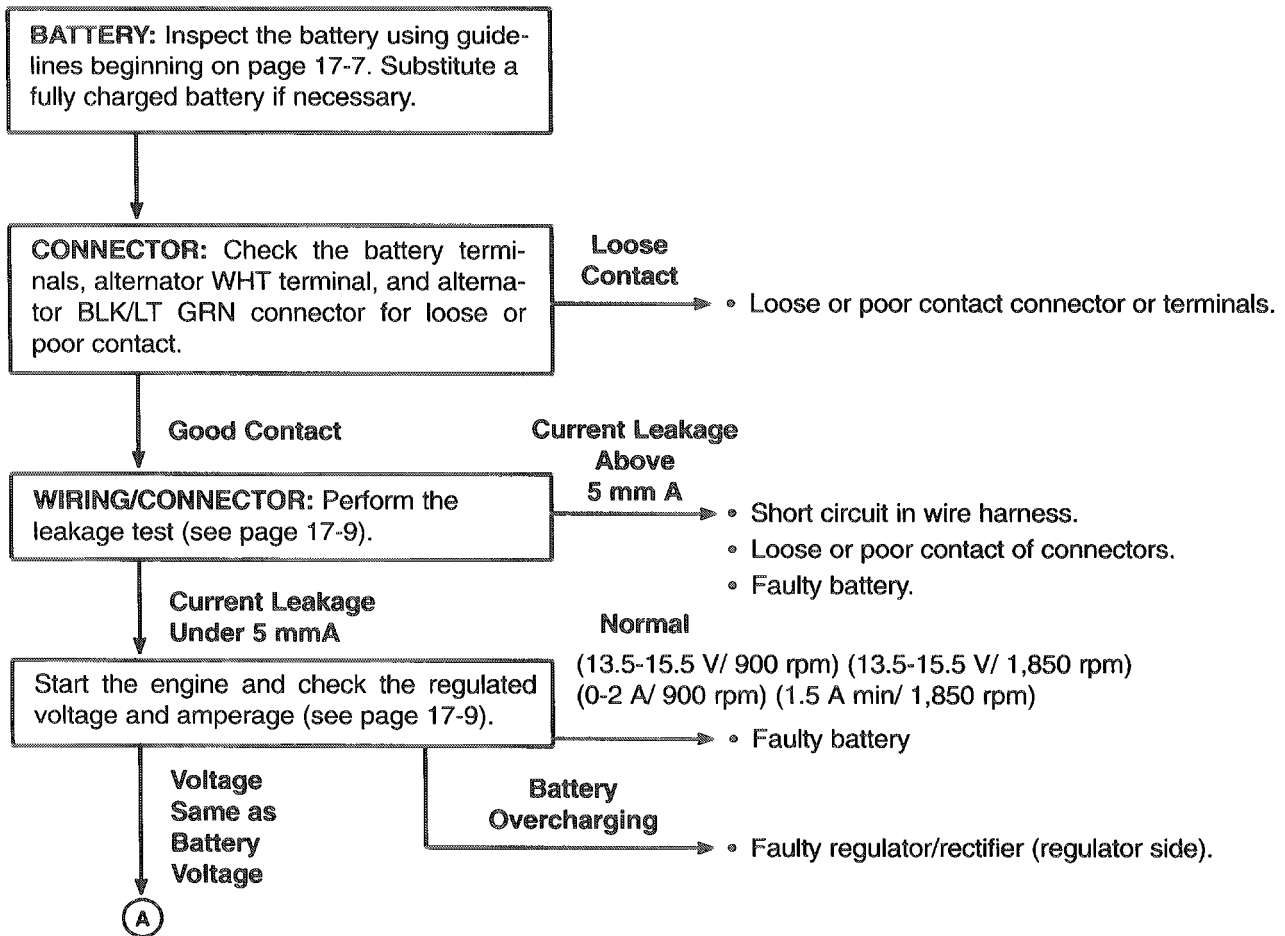 BATTERY: Inspect the battery using guide-
lines beginning on page 17-7. Substitute a
fully charged battery if necessary.
CONNECTOR: Check the battery termi-
nals, alternator WHT terminal, and alterna-
tor BLK/LT GRN connector for loose or
poor contact.
Loose
Contact
• Loose or poor contact connector or terminals.
Good Contact
Current Leakage
Above
5 mm A
WIRING/CONNECTOR: Perform the
leakage test (see page 17-9).
• Short circuit in wire harness.
• Loose or poor contact of connectors.
• Faulty battery.
Current Leakage
Under 5 mmA
Normal
(13.5-15.5 V/ 900 rpm) (13.5-15.5 V/ 1,850 rpm)
(0-2 A/ 900 rpm) (1.5 A min/ 1,850 rpm)
Start the engine and check the regulated
voltage and amperage (see page 17-9).
• Faulty battery
Voltage
Same as
Battery
Voltage
Battery
Overcharging
• Faulty regulator/rectifier (regulator side).
A